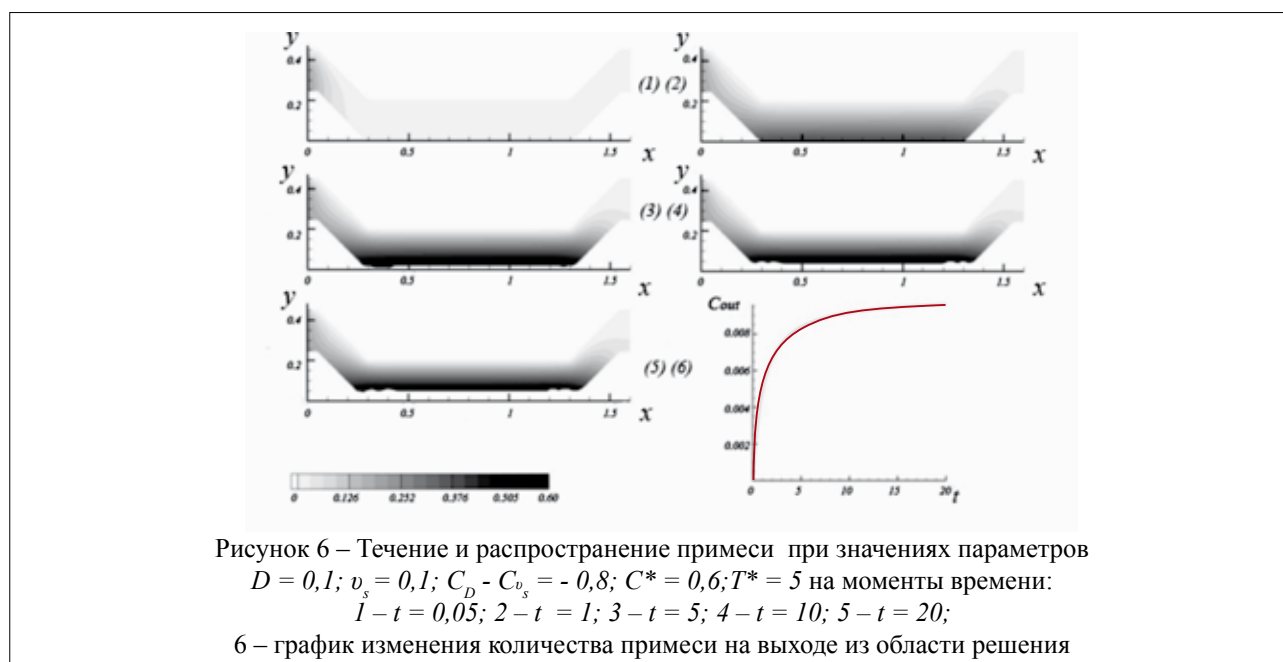 y
0.4
0.2
0 0.5 1 1.5
x
(1) (2)
y
0.4
0.2
0 0.5 1 1.5
x
y
0.4
0.2
0 0.5 1 1.5
x
(3) (4)
y
0.4
0.2
0 0.5 1 1.5
x
y
0.4
0.2
0 0.5 1 1.5
x
(5) (6)
Cout
0.008
0.006
0.004
0.002
0 5 10 15 20
t
0 0.126 0.252 0.376 0.505 0.60
Рисунок 6 – Течение и распространение примеси при значениях параметров
D = 0,1; υs = 0,1; CD - Cυs = - 0,8; C* = 0,6;T* = 5 на моменты времени:
1 – t = 0,05; 2 – t = 1; 3 – t = 5; 4 – t = 10; 5 – t = 20;
6 – график изменения количества примеси на выходе из области решения